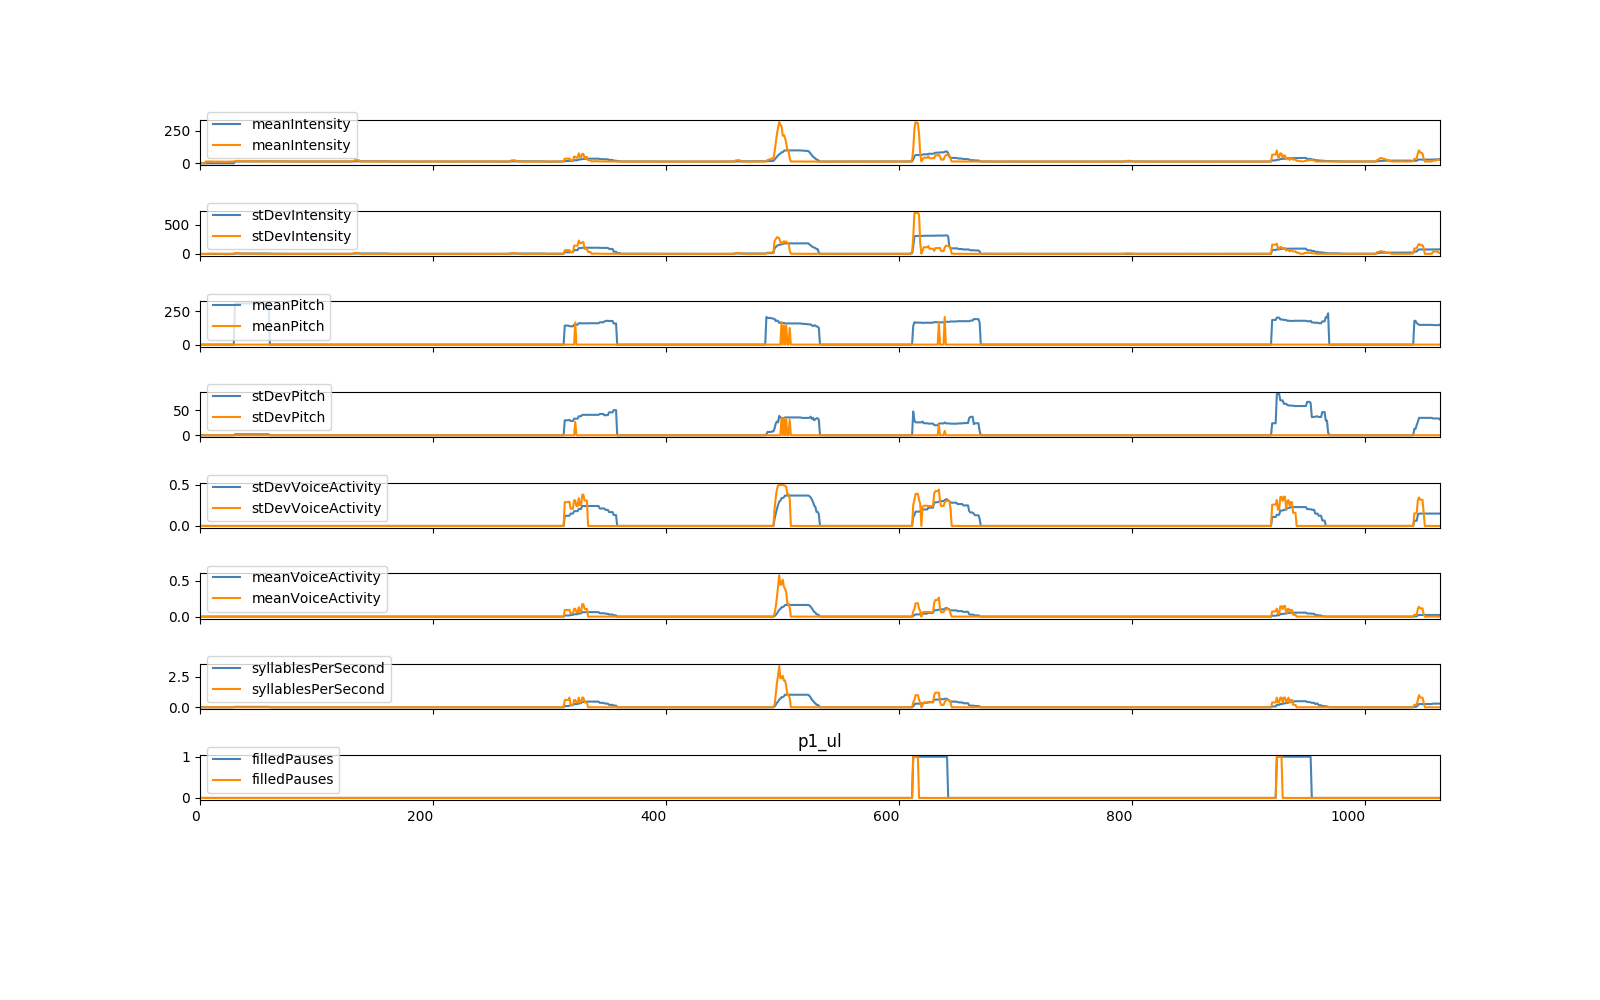 meanIntensity
meanIntensity
250
0
stDevIntensity
stDevIntensity
500
0
meanPitch
meanPitch
250
0
stDevPitch
stDevPitch
50
0
stDevVoiceActivity
stDevVoiceActivity
0.5
0.0
meanVoiceActivity
meanVoiceActivity
0.5
0.0
syllablesPerSecond
syllablesPerSecond
2.5
0.0
p1_ul
filledPauses
filledPauses
1
0
0 200 400 600 800 1000